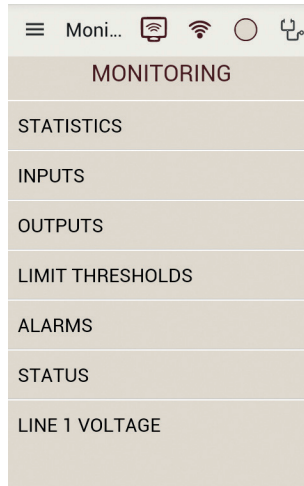 Moni...
MONITORING
STATISTICS
INPUTS
OUTPUTS
LIMIT THRESHOLDS
ALARMS
STATUS
LINE 1 VOLTAGE